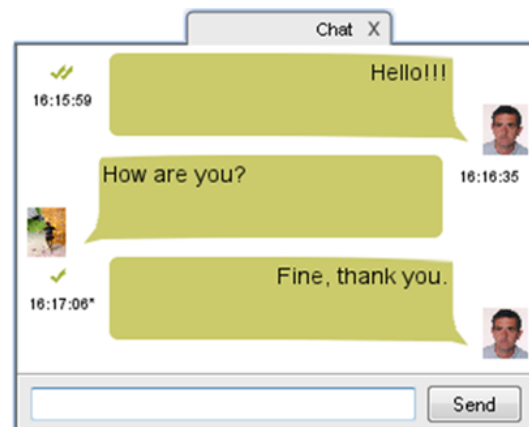 Chat X
Hello!!!
16:15:59
How are you?
16:16:35
Fine, thank you.
16:17:06*
Send